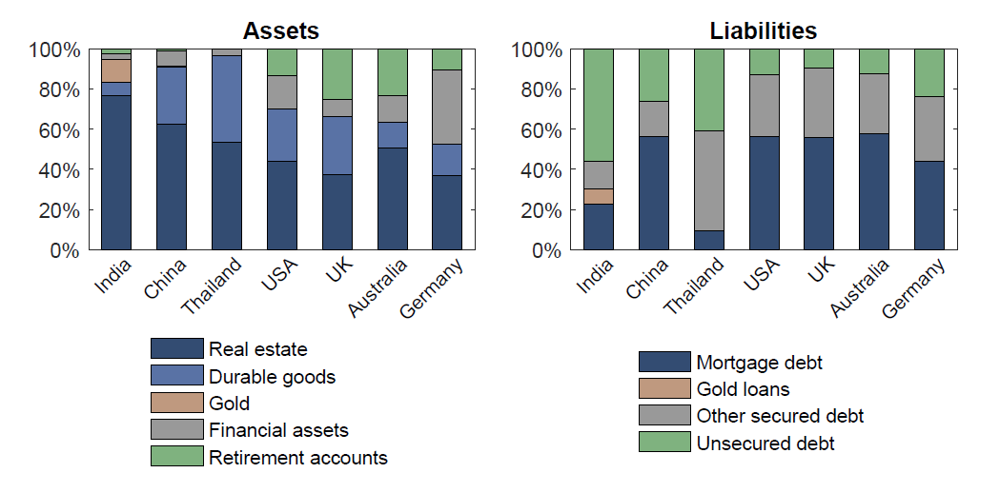 Assets
100%
80%
60%
40%
20%
0%
India
China
Thailand
USA
UK
Australia
Germany
Real estate
Durable goods
Gold
Financial assets
Retirement accounts
Liabilities
100%
80%
60%
40%
20%
0%
India
China
Thailand
USA
UK
Australia
Germany
Mortgage debt
Gold loans
Other secured debt
Unsecured debt